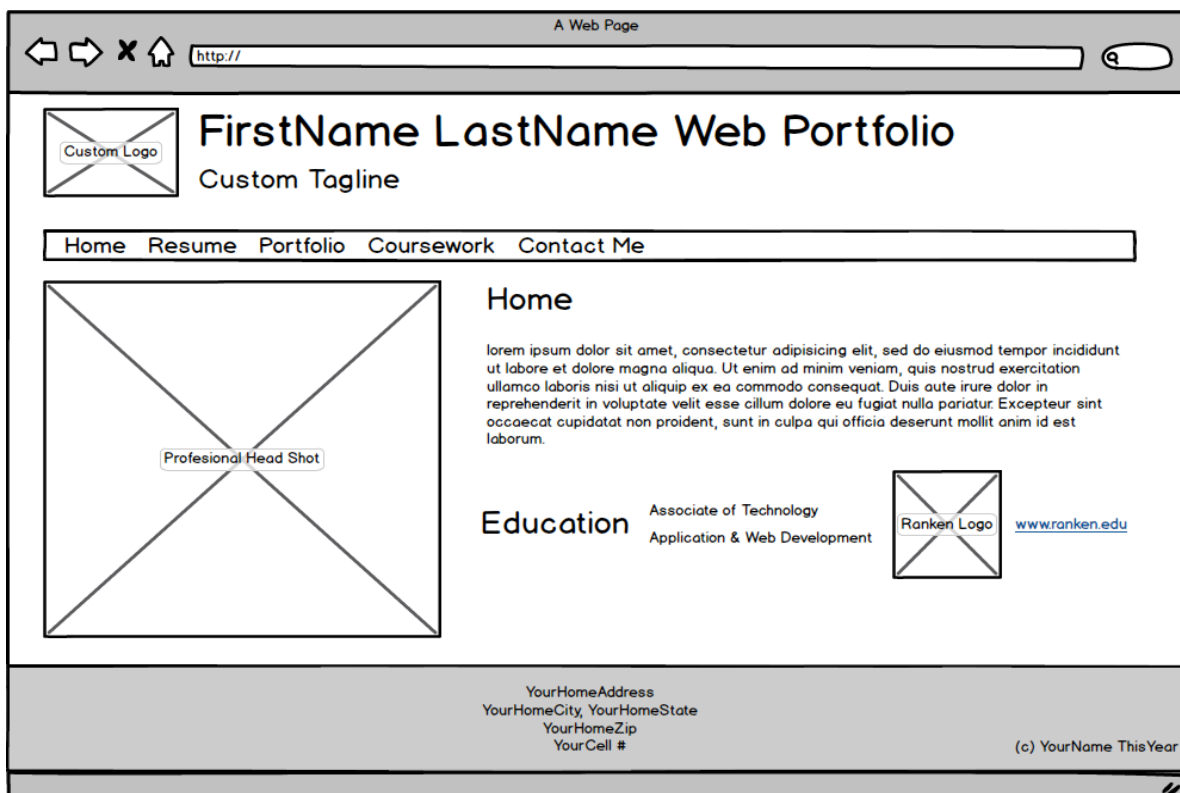 A Web Page
http://
Custom Logo
FirstName LastName Web Portfolio
Custom Tagline
Home Resume Portfolio Coursework Contact Me
Profesional Head Shot
Home
lorem ipsum dolor sit amet, consectetur adipisicing elit, sed do eiusmod tempor incididunt
ut labore et dolore magna aliqua. Ut enim ad minim veniam, quis nostrud exercitation
ullamco laboris nisi ut aliquip ex ea commodo consequat. Duis aute irure dolor in
reprehenderit in voluptate velit esse cillum dolore eu fugiat nulla pariatur. Excepteur sint
occaecat cupidatat non proident, sunt in culpa qui officia deserunt mollit anim id est
laborum.
Education
Associate of Technology
Application & Web Development
Ranken Logo
www.ranken.edu
YourHomeAddress
YourHomeCity, YourHomeState
YourHomeZip
YourCell #
(c) YourName ThisYear